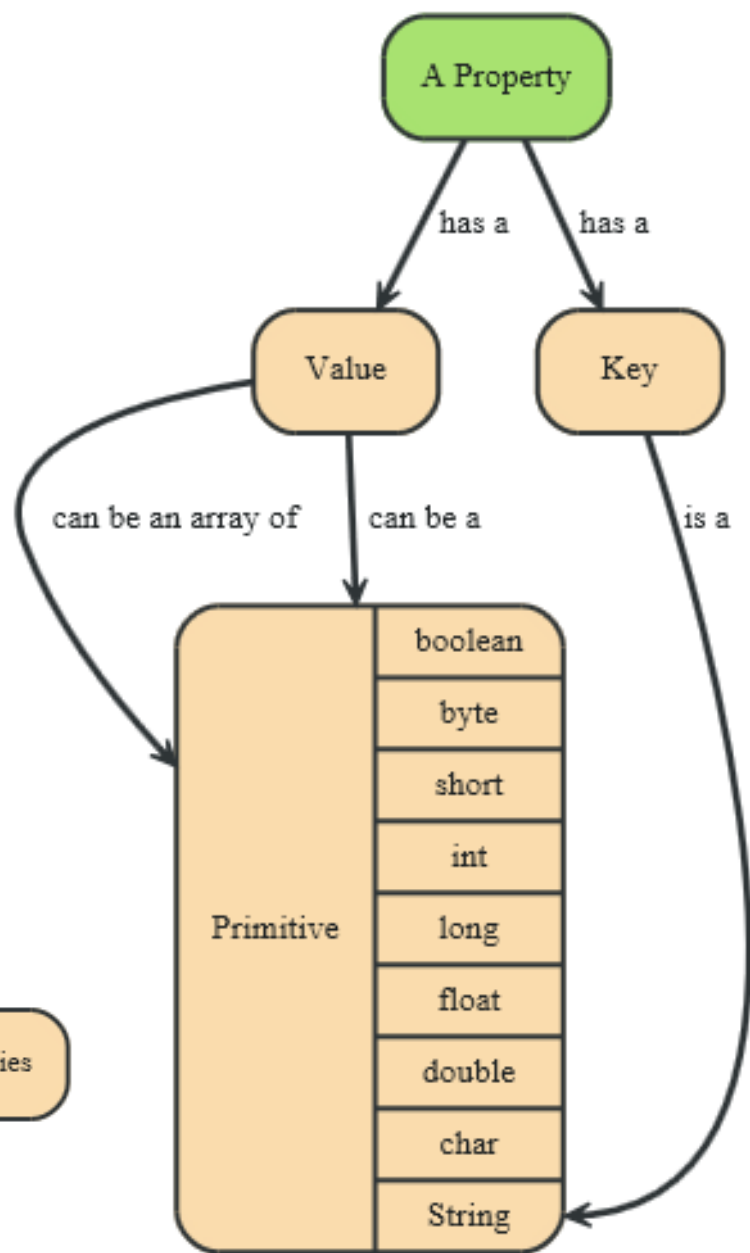 A Property
has a
has a
Value
Key
can be an array of
can be a
is a
Primitive
boolean
byte
short
int
long
float
double
char
String
ies